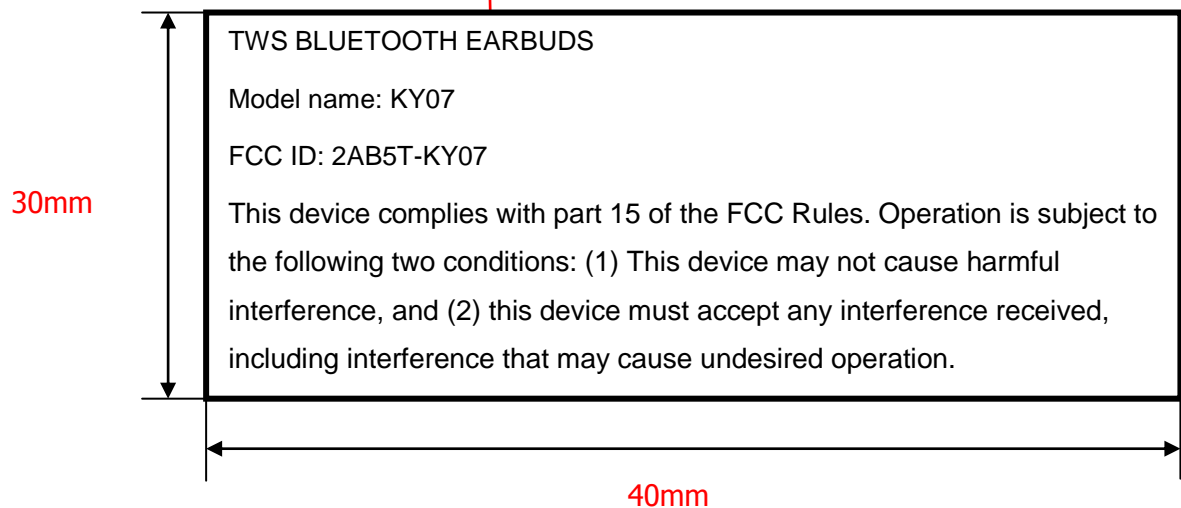 TWS BLUETOOTH EARBUDS
Model name: KY07
FCC ID: 2AB5T-KY07
30mm
This device complies with part 15 of the FCC Rules. Operation is subject to
the following two conditions: (1) This device may not cause harmful
interference, and (2) this device must accept any interference received,
including interference that may cause undesired operation.
40mm